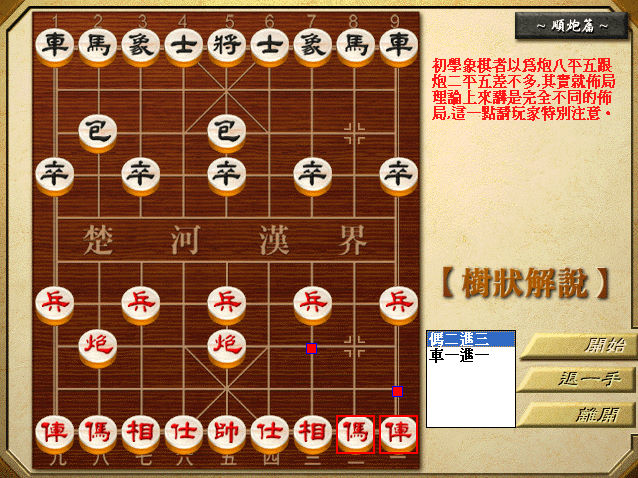 1 2 3 4 5 6 7 8 9
車 馬 象 士 將 士 象 馬 車
包 包
卒 卒 卒 卒 卒
楚 河 漢 界
兵 兵 兵 兵 兵
炮 炮
俥 傌 相 仕 帥 仕 相 傌 俥
九 八 七 六 五 四 三 二 一
~ 順炮篇 ~
初學象棋者以為炮八平五跟
炮二平五差不多,其實就佈局
理論上來講是完全不同的佈
局,這一點請玩家特別注意。
【樹狀解說】
傌二進三
車一進一
開始
退一手
離開